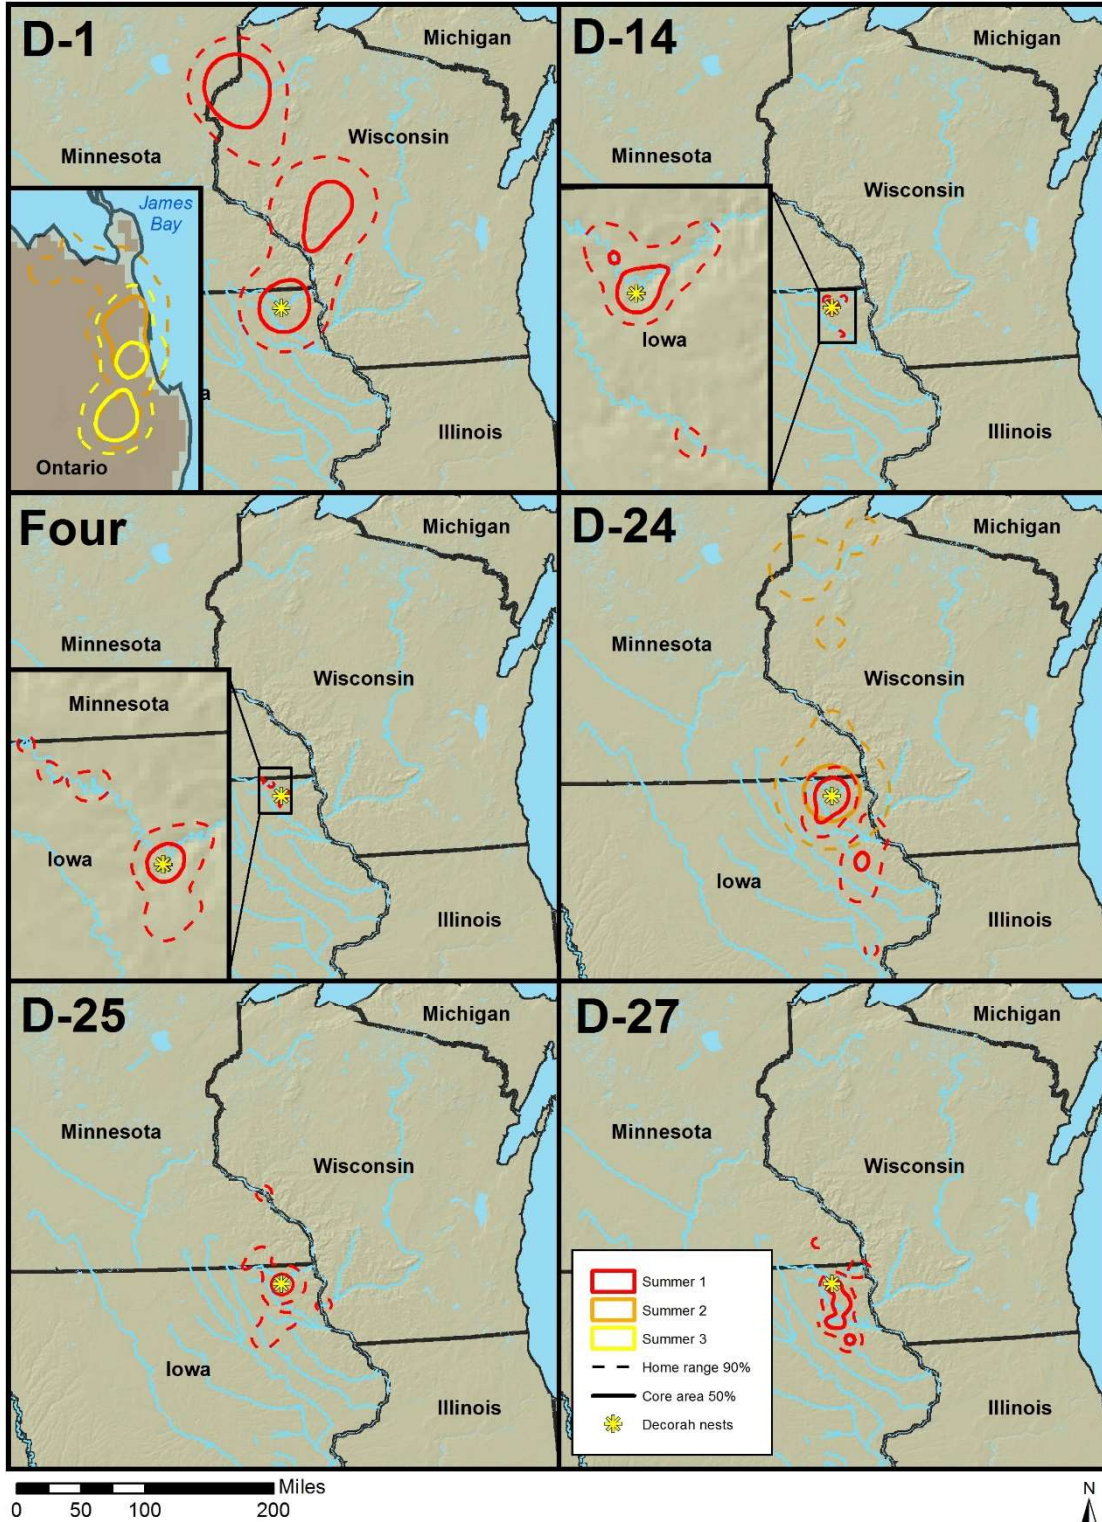 D-1
Michigan
Wisconsin
Minnesota
James
Bay
Ontario
a
Illinois
D-14
Michigan
Minnesota
Wisconsin
Iowa
Illinois
Four
Michigan
Minnesota
Wisconsin
Minnesota
Iowa
Illinois
D-24
Michigan
Minnesota
Wisconsin
Iowa
Illinois
D-25
Michigan
Minnesota
Wisconsin
Iowa
Illinois
D-27
Michigan
Minnesota
Wisconsin
Summer 1
Summer 2
Summer 3
Home range 90%
Core area 50%
Decorah nests
Illinois
Miles
0 50 100 200
N